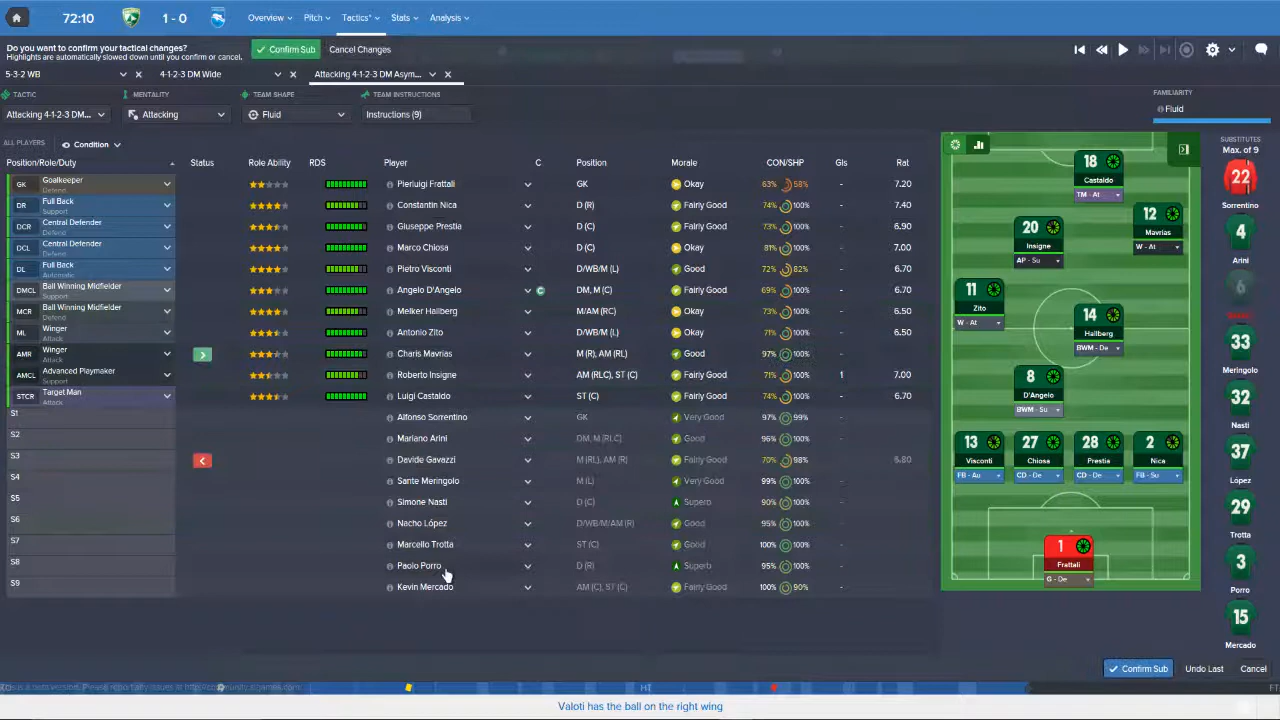 72:10 1 - 0 Overview Pitch Tactics* Stats Analysis
Do you want to confirm your tactical changes?
Highlights are automatically slowed down until you confirm or cancel.
Confirm Sub Cancel Changes
5-3-2 WB 4-1-2-3 DM Wide Attacking 4-1-2-3 DM Asym...
TACTIC MENTALITY TEAM SHAPE TEAM INSTRUCTIONS FAMILIARITY
Attacking 4-1-2-3 DM... Attacking Fluid Instructions (9) Fluid
ALL PLAYERS Condition
Position/Role/Duty Status Role Ability RDS Player C Position Morale CON/SHP Gls Rat
GK Goalkeeper Defend Pierluigi Frattali GK Okay 63% 58% - 7.20
DR Full Back Support Constantin Nica D (R) Fairly Good 74% 100% - 7.40
DCR Central Defender Defend Giuseppe Prestia D (C) Fairly Good 73% 100% - 6.90
DCL Central Defender Defend Marco Chiosa D (C) Okay 81% 100% - 7.00
DL Full Back Automatic Pietro Visconti D/WB/M (L) Good 72% 82% - 6.70
DMCL Ball Winning Midfielder Support Angelo D'Angelo C DM, M (C) Fairly Good 69% 100% - 6.70
MCR Ball Winning Midfielder Defend Melker Hallberg M/AM (RC) Okay 73% 100% - 6.50
ML Winger Attack Antonio Zito D/WB/M (L) Okay 71% 100% - 6.50
AMR Winger Attack Charis Mavrias M (R), AM (RL) Good 97% 100% -
AMCL Advanced Playmaker Support Roberto Insigne AM (RLC), ST (C) Fairly Good 71% 100% 1 7.00
STCR Target Man Attack Luigi Castaldo ST (C) Fairly Good 74% 100% - 6.70
S1 Alfonso Sorrentino GK Very Good 97% 99% -
S2 Mariano Arini DM, M (RLC) Good 96% 100% -
S3 Davide Gavazzi M (RL), AM (R) Fairly Good 70% 98% - 6.80
S4 Sante Meringolo M (L) Very Good 99% 100% -
S5 Simone Nasti D (C) Superb 90% 100% -
S6 Nacho López D/WB/M/AM (R) Good 95% 100% -
S7 Marcello Trotta ST (C) Good 100% 100% -
S8 Paolo Porro D (R) Superb 95% 100% -
S9 Kevin Mercado AM (C), ST (C) Fairly Good 100% 90% -
18
Castaldo
TM - At
12
Mavrias
W - At
20
Insigne
AP - Su
11
Zito
W - At
14
Hallberg
BWM - De
8
D'Angelo
BWM - Su
13 27 28 2
Visconti Chiosa Prestia Nica
FB - Au CD - De CD - De FB - Su
1
Frattali
G - De
SUBSTITUTES
Max. of 9
22
Sorrentino
4
Arini
6
33
Meringolo
32
Nasti
37
López
29
Trotta
3
Porro
15
Mercado
Confirm Sub Undo Last Cancel
HT FT
Valoti has the ball on the right wing